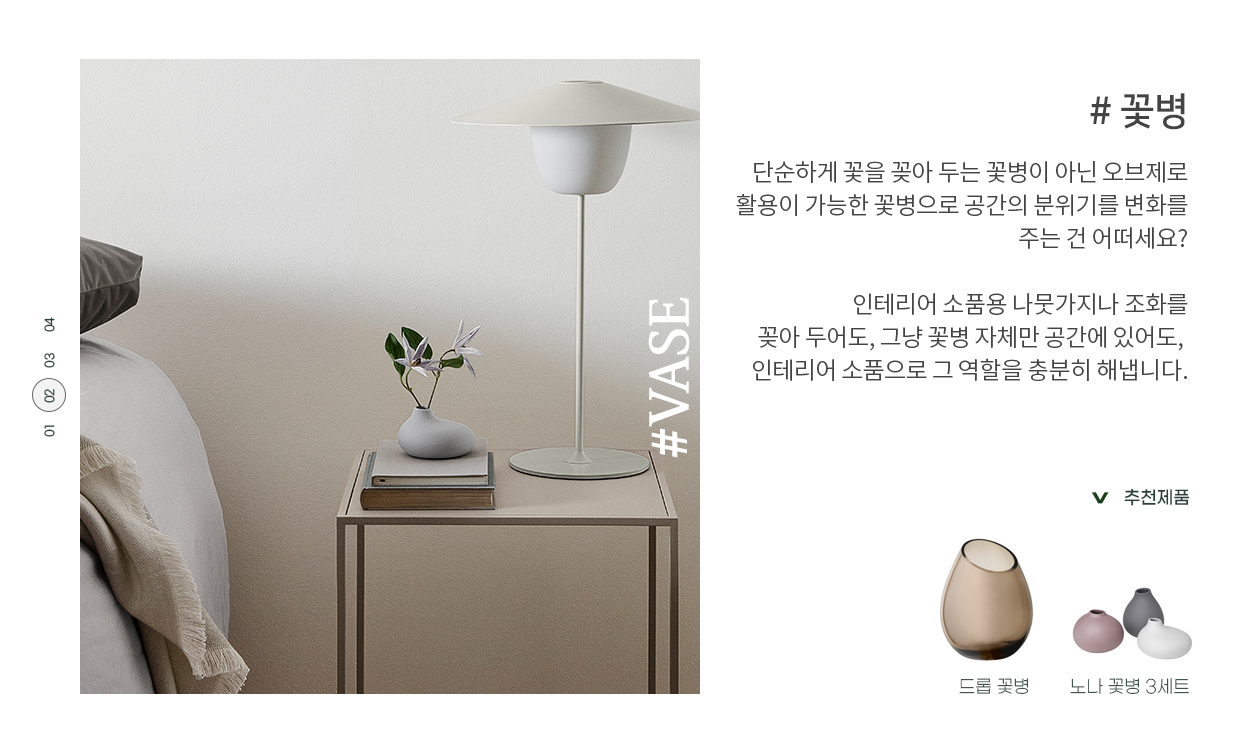 # 꽃병
단순하게 꽃을 꽂아 두는 꽃병이 아닌 오브제로
활용이 가능한 꽃병으로 공간의 분위기를 변화를
주는 건 어떠세요?
인테리어 소품용 나뭇가지나 조화를
꽂아 두어도, 그냥 꽃병 자체만 공간에 있어도,
인테리어 소품으로 그 역할을 충분히 해냅니다.
#VASE
01
02
03
04
추천제품
드롭 꽃병
노나 꽃병 3세트